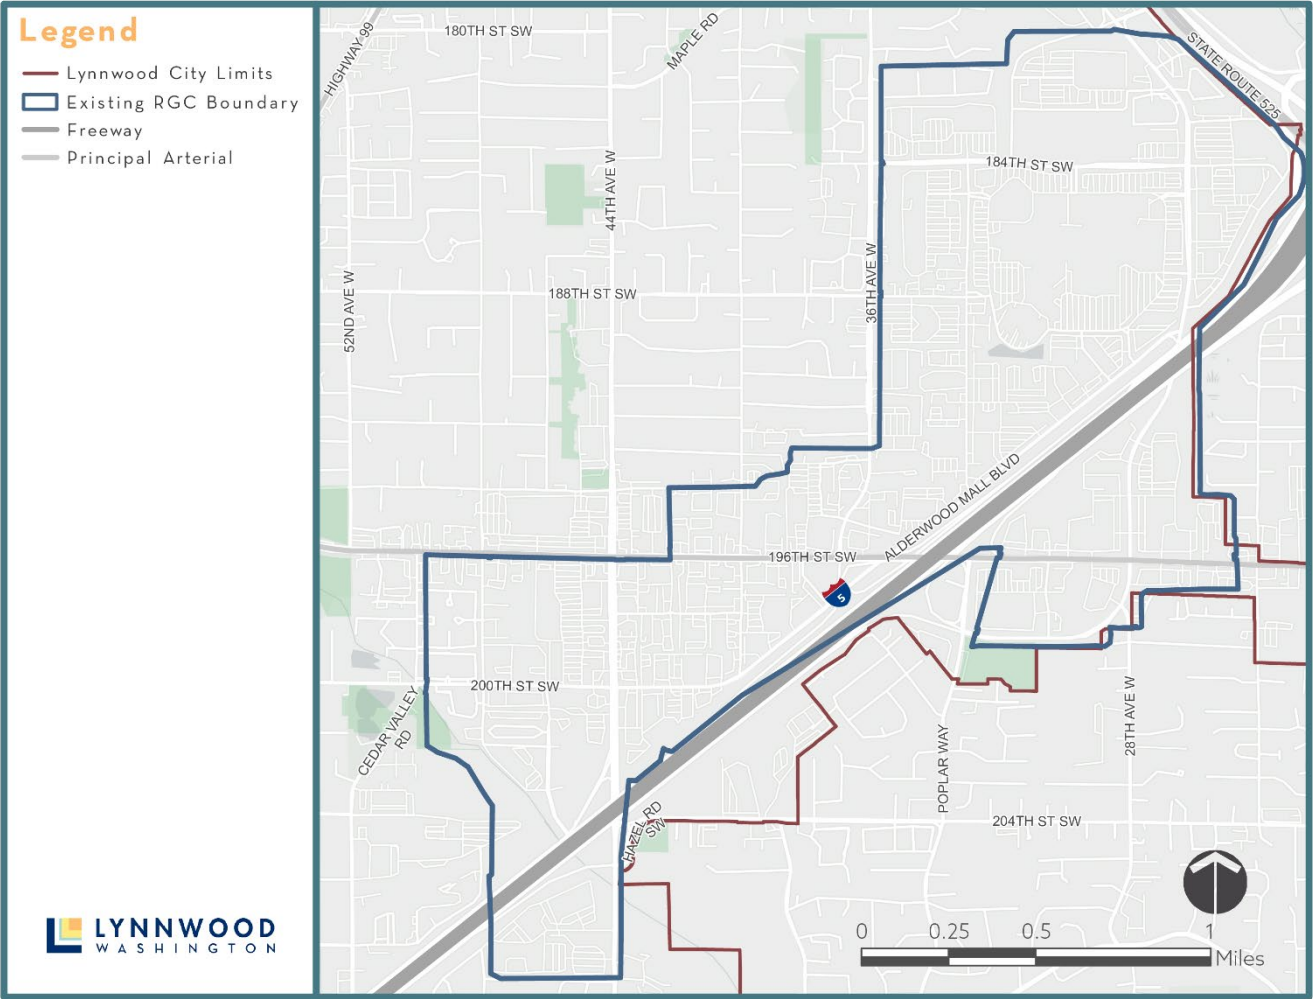 Legend
Lynnwood City Limits
Existing RGC Boundary
Freeway
Principal Arterial
LYNNWOOD
WASHINGTON
HIGHWAY 99
180TH ST SW
MAPLE RD
STATE ROUTE 525
44TH AVE W
184TH ST SW
52ND AVE W
188TH ST SW
36TH AVE W
ALDERWOOD MALL BLVD
196TH ST SW
5
200TH ST SW
CEDAR VALLEY
RD
POPLAR WAY
28TH AVE W
HAZEL RD
SW
204TH ST SW
0 0.25 0.5 1
Miles